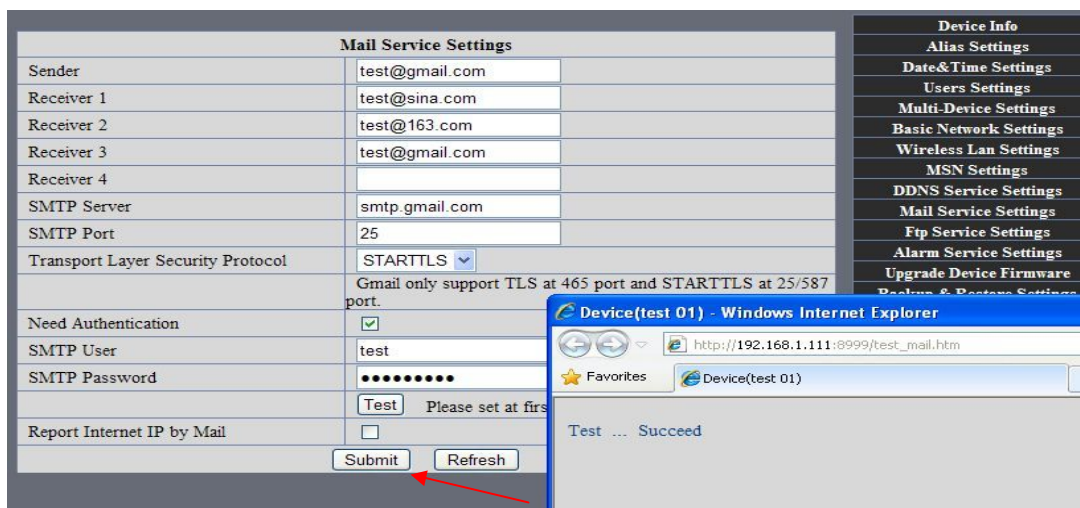 Mail Service Settings
Sender test@gmail.com
Receiver 1 test@sina.com
Receiver 2 test@163.com
Receiver 3 test@gmail.com
Receiver 4
SMTP Server smtp.gmail.com
SMTP Port 25
Transport Layer Security Protocol STARTTLS
Gmail only support TLS at 465 port and STARTTLS at 25/587
port.
Need Authentication
SMTP User test
SMTP Password •••••••••
Test Please set at firs
Report Internet IP by Mail
Submit Refresh
Device Info
Alias Settings
Date&Time Settings
Users Settings
Multi-Device Settings
Basic Network Settings
Wireless Lan Settings
MSN Settings
DDNS Service Settings
Mail Service Settings
Ftp Service Settings
Alarm Service Settings
Upgrade Device Firmware
Backup & Restore Settings
Device(test 01) - Windows Internet Explorer
http://192.168.1.111:8999/test_mail.htm
Favorites Device(test 01)
Test ... Succeed